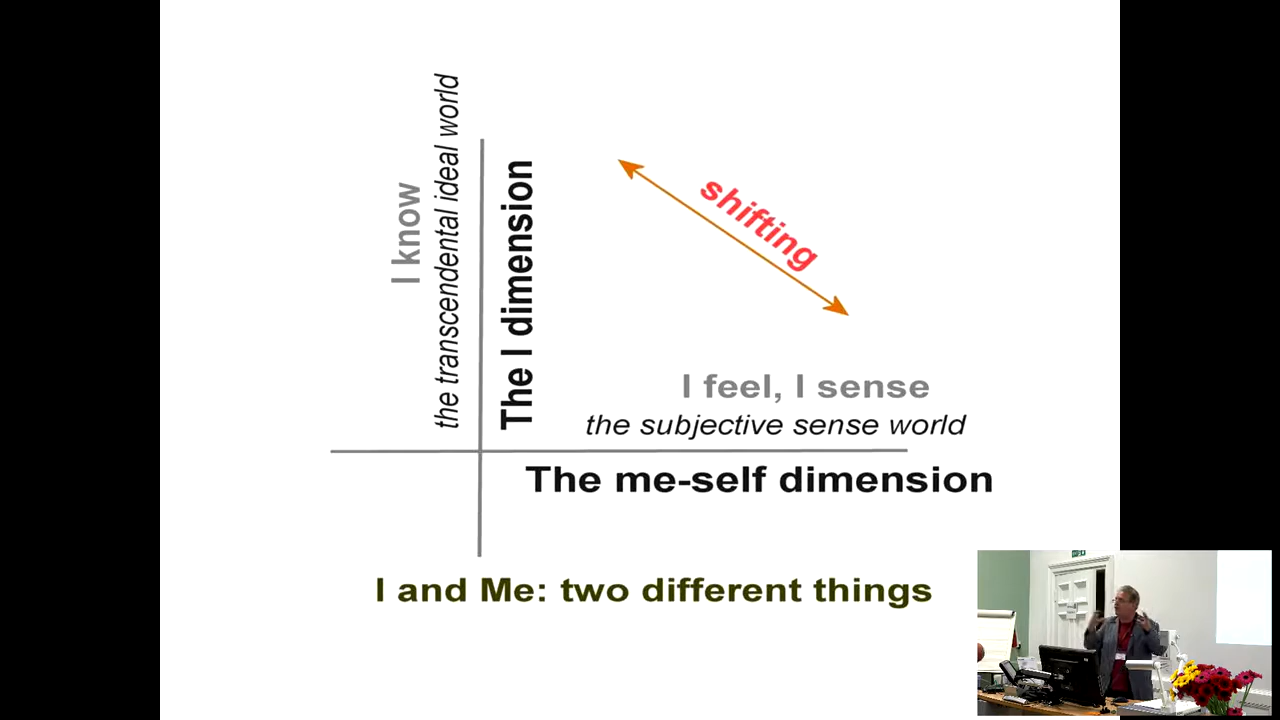 I know
the transcendental ideal world
The I dimension
shifting
I feel, I sense
the subjective sense world
The me-self dimension
I and Me: two different things